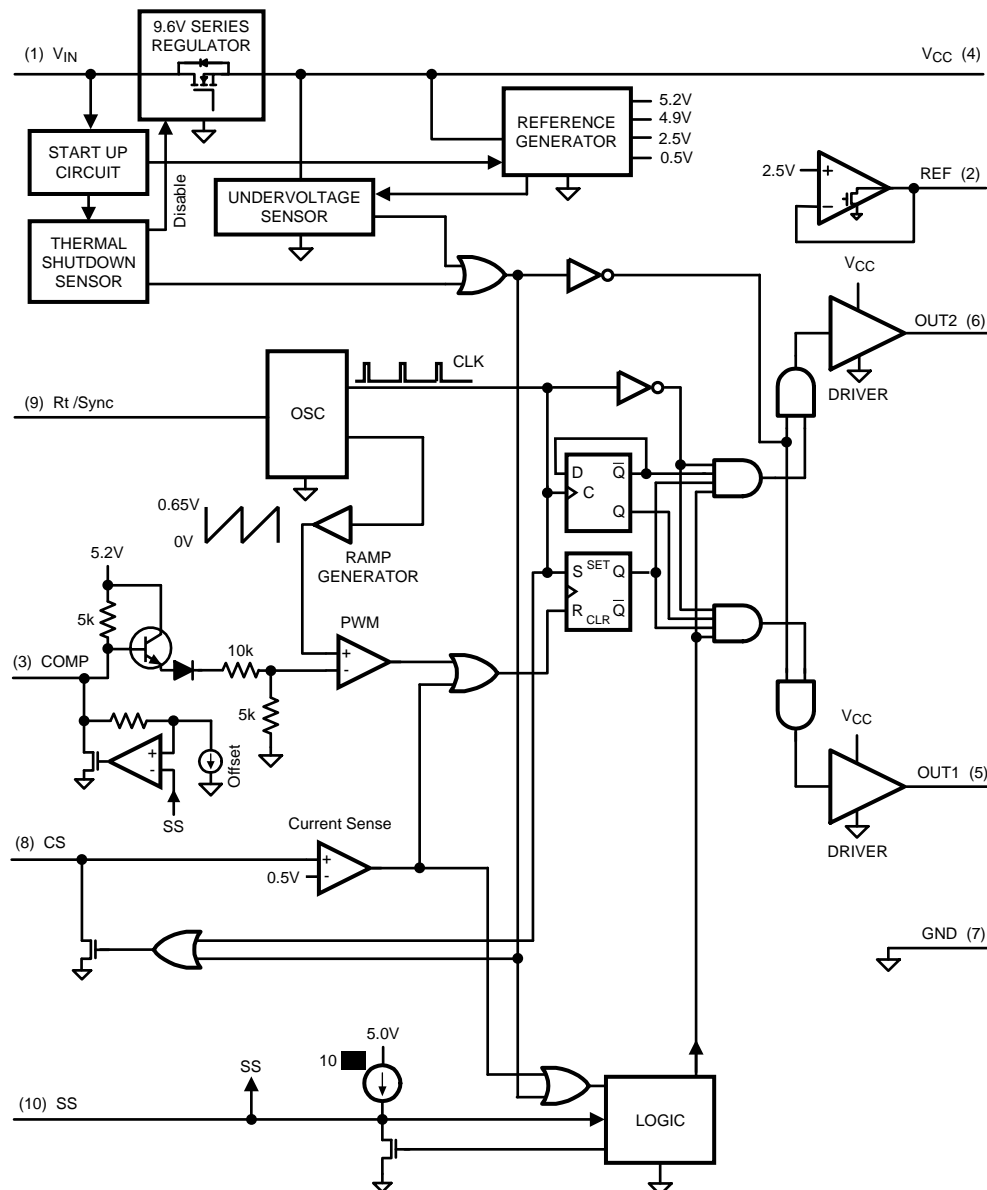 9.6V SERIES
REGULATOR
(1) VIN
VCC (4)
5.2V
4.9V
2.5V
0.5V
REFERENCE
GENERATOR
START UP
CIRCUIT
Disable
UNDERVOLTAGE
SENSOR
THERMAL
SHUTDOWN
SENSOR
2.5V
+
-
REF (2)
VCC
OUT2 (6)
DRIVER
CLK
OSC
(9) Rt /Sync
D Q
C
Q
0.65V
0V
RAMP
GENERATOR
5.2V
5k
S SET Q
R CLR Q
PWM
+
-
10k
(3) COMP
5k
+
-
Offset
SS
VCC
OUT1 (5)
DRIVER
Current Sense
(8) CS
+
0.5V
-
GND (7)
5.0V
10
SS
(10) SS
LOGIC